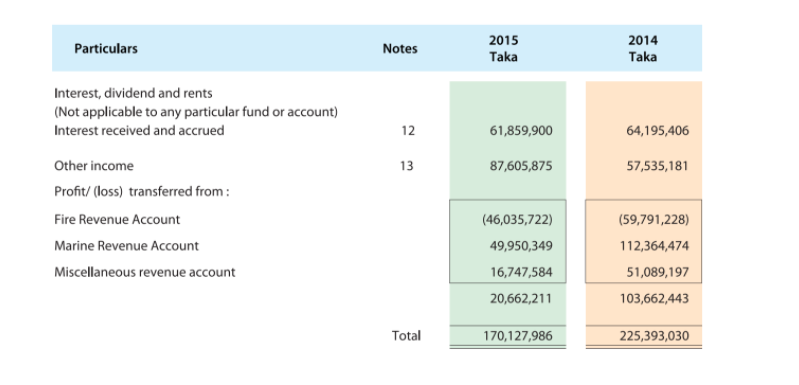 Particulars Notes 2015 Taka 2014 Taka
Interest, dividend and rents
(Not applicable to any particular fund or account)
Interest received and accrued 12 61,859,900 64,195,406
Other income 13 87,605,875 57,535,181
Profit/ (loss) transferred from :
Fire Revenue Account (46,035,722) (59,791,228)
Marine Revenue Account 49,950,349 112,364,474
Miscellaneous revenue account 16,747,584 51,089,197
20,662,211 103,662,443
Total 170,127,986 225,393,030